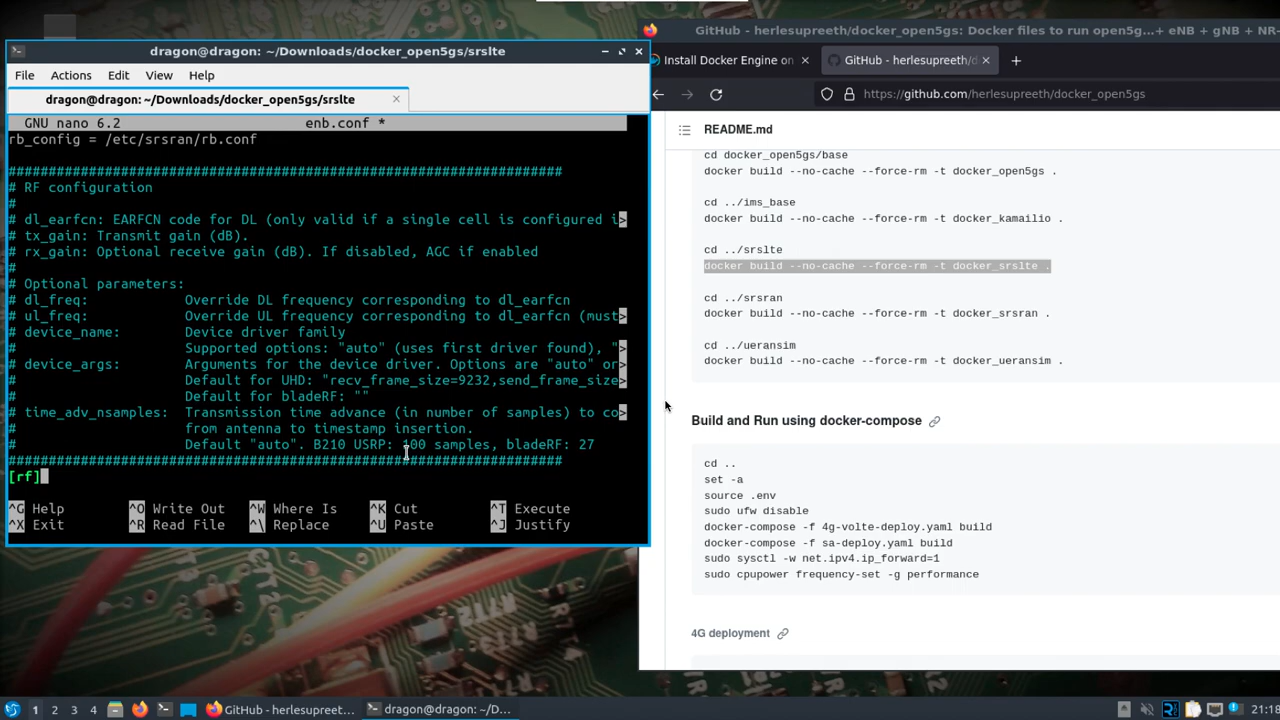 dragon@dragon: ~/Downloads/docker_open5gs/srslte
File Actions Edit View Help
dragon@dragon: ~/Downloads/docker_open5gs/srslte
GNU nano 6.2 enb.conf *
rb_config = /etc/srsran/rb.conf
#####################################################################
# RF configuration
#
# dl_earfcn: EARFCN code for DL (only valid if a single cell is configured i>
# tx_gain: Transmit gain (dB).
# rx_gain: Optional receive gain (dB). If disabled, AGC if enabled
#
# Optional parameters:
# dl_freq: Override DL frequency corresponding to dl_earfcn
# ul_freq: Override UL frequency corresponding to dl_earfcn (must>
# device_name: Device driver family
# Supported options: "auto" (uses first driver found), ">
# device_args: Arguments for the device driver. Options are "auto" or>
# Default for UHD: "recv_frame_size=9232,send_frame_size>
# Default for bladeRF: ""
# time_adv_nsamples: Transmission time advance (in number of samples) to co>
# from antenna to timestamp insertion.
# Default "auto". B210 USRP: 100 samples, bladeRF: 27
#####################################################################
[rf]
^G Help ^O Write Out ^W Where Is ^K Cut ^T Execute
^X Exit ^R Read File ^\ Replace ^U Paste ^J Justify
GitHub - herlesupreeth/docker_open5gs: Docker files to run open5g…+ eNB + gNB + NR-
Install Docker Engine on
GitHub - herlesupreeth/d
https://github.com/herlesupreeth/docker_open5gs
README.md
cd docker_open5gs/base
docker build --no-cache --force-rm -t docker_open5gs .
cd ../ims_base
docker build --no-cache --force-rm -t docker_kamailio .
cd ../srslte
docker build --no-cache --force-rm -t docker_srslte .
cd ../srsran
docker build --no-cache --force-rm -t docker_srsran .
cd ../ueransim
docker build --no-cache --force-rm -t docker_ueransim .
Build and Run using docker-compose
cd ..
set -a
source .env
sudo ufw disable
docker-compose -f 4g-volte-deploy.yaml build
docker-compose -f sa-deploy.yaml build
sudo sysctl -w net.ipv4.ip_forward=1
sudo cpupower frequency-set -g performance
4G deployment
1 2 3 4 GitHub - herlesupreet… dragon@dragon: ~/D… 21:18